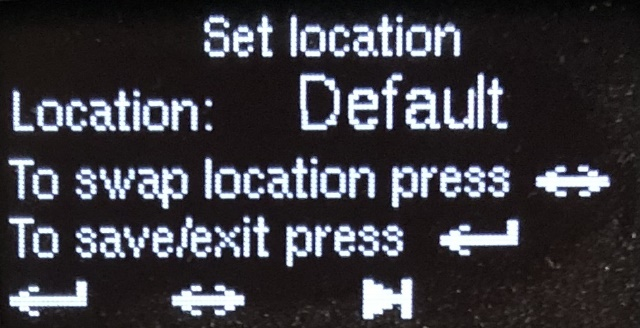 Set location
Location: Default
To swap location press ⇔
To save/exit press ↵
↵ ⇔ ⏭